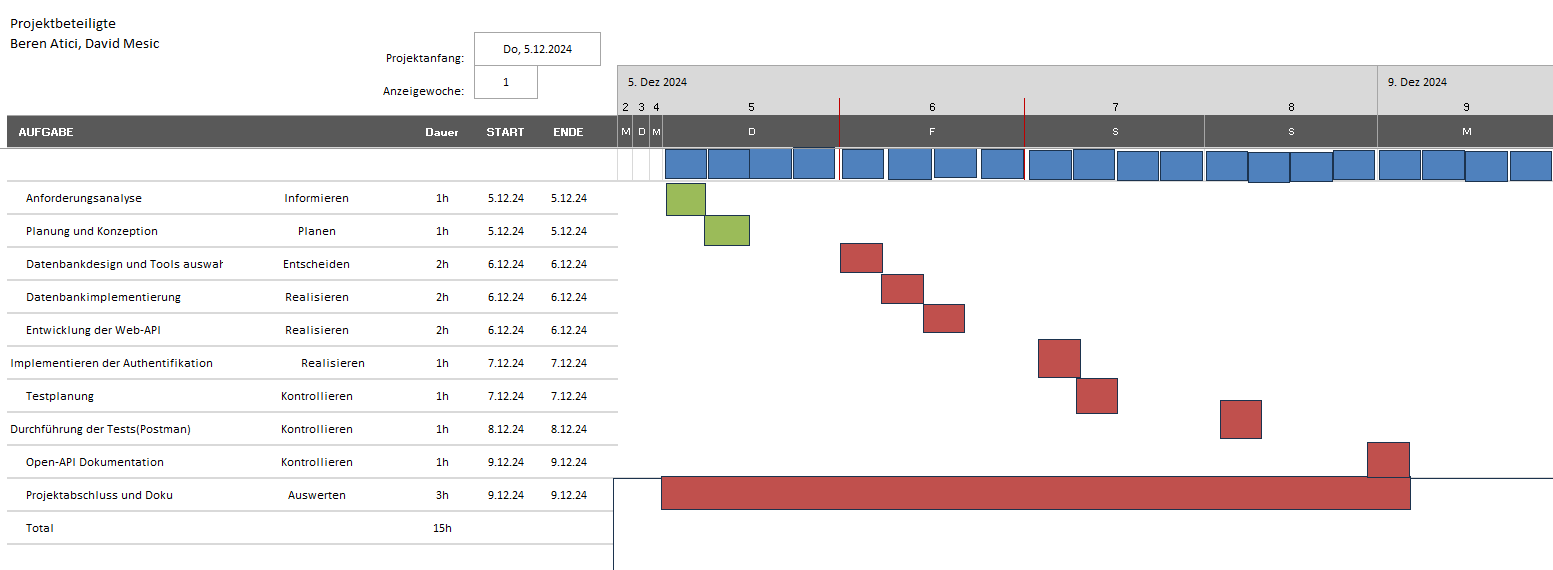 Projektbeteiligte
Beren Atici, David Mesic
Projektanfang: Do, 5.12.2024
Anzeigewoche: 1
5. Dez 2024 9. Dez 2024
2 3 4 5 6 7 8 9
AUFGABE Dauer START ENDE M D M D F S S M
Anforderungsanalyse Informieren 1h 5.12.24 5.12.24
Planung und Konzeption Planen 1h 5.12.24 5.12.24
Datenbankdesign und Tools auswah Entscheiden 2h 6.12.24 6.12.24
Datenbankimplementierung Realisieren 2h 6.12.24 6.12.24
Entwicklung der Web-API Realisieren 2h 6.12.24 6.12.24
Implementieren der Authentifikation Realisieren 1h 7.12.24 7.12.24
Testplanung Kontrollieren 1h 7.12.24 7.12.24
Durchführung der Tests(Postman) Kontrollieren 1h 8.12.24 8.12.24
Open-API Dokumentation Kontrollieren 1h 9.12.24 9.12.24
Projektabschluss und Doku Auswerten 3h 9.12.24 9.12.24
Total 15h